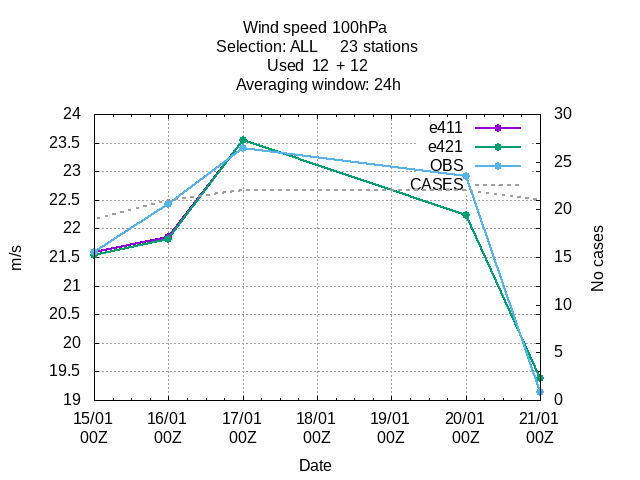 Wind speed 100hPa
Selection: ALL 23 stations
Used 12 + 12
Averaging window: 24h
24
23.5
23
22.5
22
21.5
21
20.5
20
19.5
19
30
25
20
15
10
5
0
e411
e421
OBS
CASES
m/s
No cases
15/01 16/01 17/01 18/01 19/01 20/01 21/01
00Z 00Z 00Z 00Z 00Z 00Z 00Z
Date